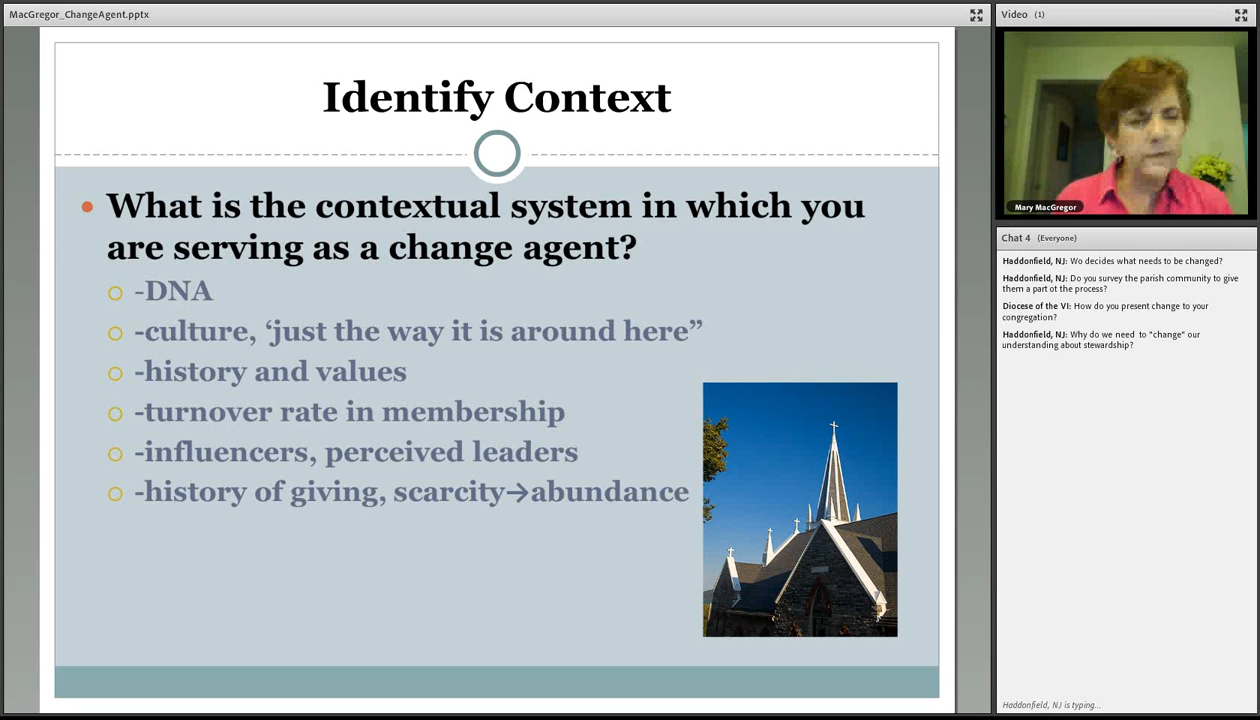 MacGregor_ChangeAgent.pptx
Identify Context
What is the contextual system in which you
are serving as a change agent?
-DNA
-culture, ‘just the way it is around here”
-history and values
-turnover rate in membership
-influencers, perceived leaders
-history of giving, scarcity→abundance
Video (1)
Mary MacGregor
Chat 4 (Everyone)
Haddonfield, NJ: Wo decides what needs to be changed?
Haddonfield, NJ: Do you survey the parish community to give
them a part ot the process?
Diocese of the VI: How do you present change to your
congregation?
Haddonfield, NJ: Why do we need to "change" our
understanding about stewardship?
Haddonfield, NJ is typing...